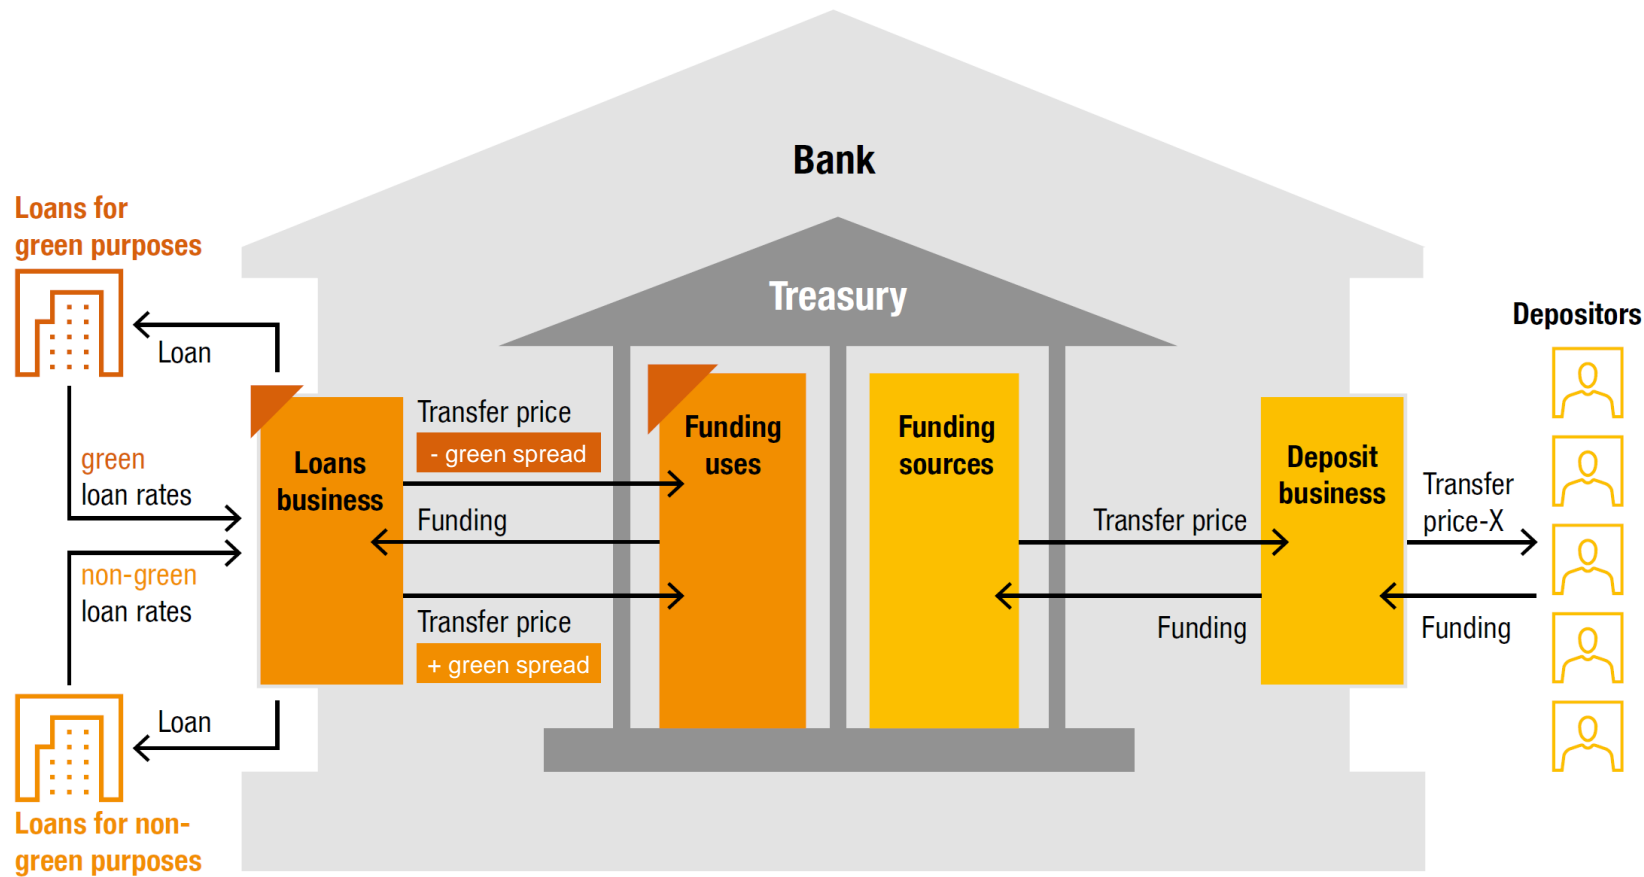 Bank
Treasury
Loans for
green purposes
Loan
green
loan rates
non-green
loan rates
Loan
Loans for non-
green purposes
Loans
business
Transfer price
- green spread
Funding
Transfer price
+ green spread
Funding
uses
Funding
sources
Transfer price
Funding
Deposit
business
Transfer
price-X
Funding
Depositors